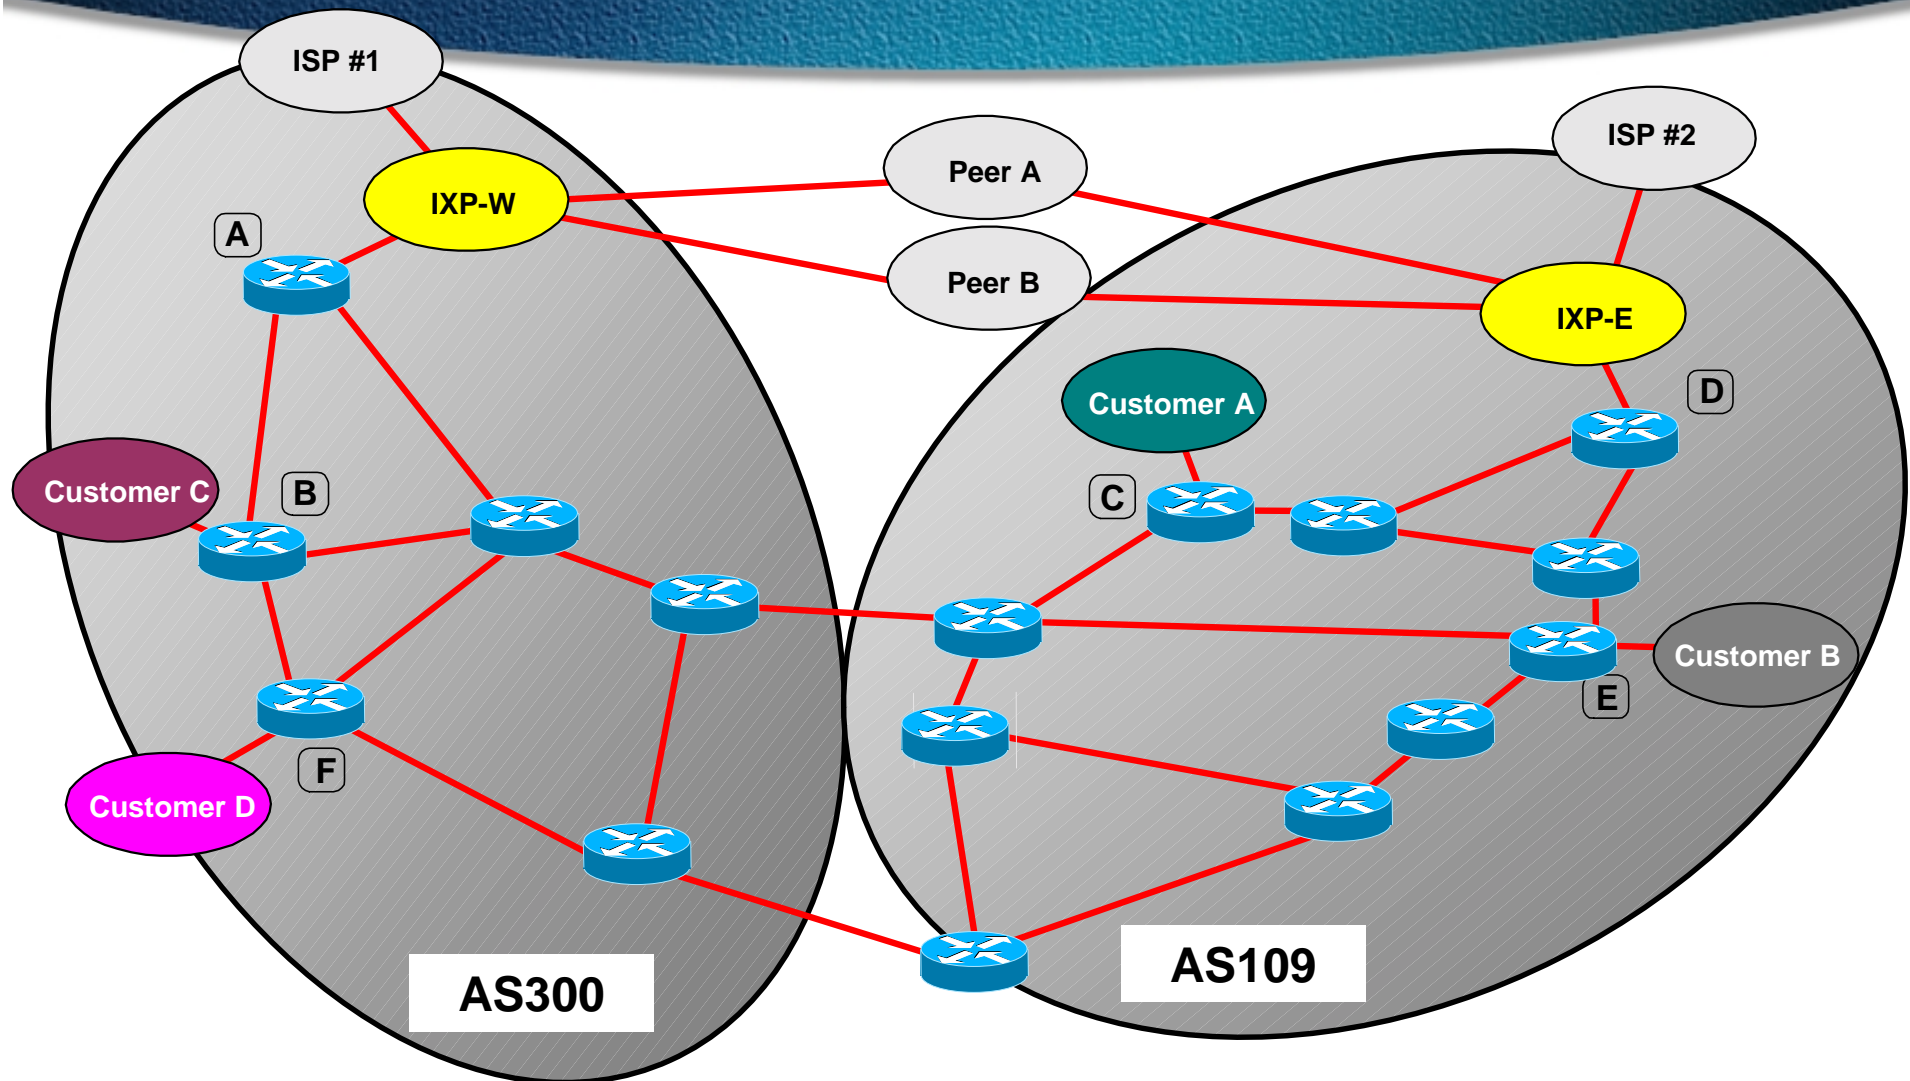 ISP #1
ISP #2
Peer A
IXP-W
A
Peer B
IXP-E
D
Customer A
C
Customer C
B
Customer B
E
F
Customer D
AS109
AS300